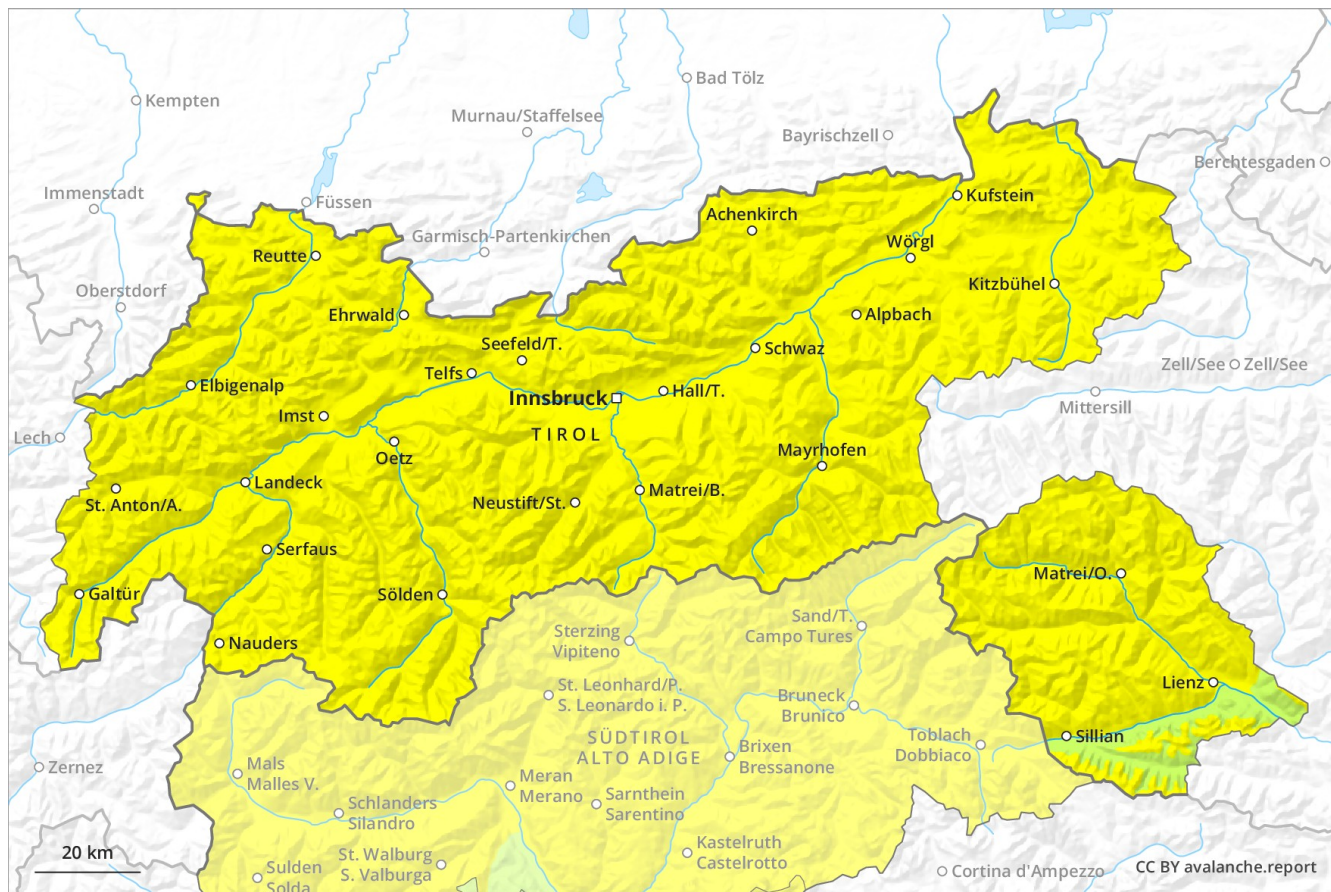 Kempten
Bad Tölz
Murnau/Staffelsee
Bayrischzell
Berchtesgaden
Immenstadt
Füssen
Kufstein
Achenkirch
Garmisch-Partenkirchen
Wörgl
Reutte
Oberstdorf
Kitzbühel
Ehrwald
Alpbach
Seefeld/T.
Schwaz
Zell/See
Zell/See
Telfs
Elbigenalp
Hall/T.
Innsbruck
Mittersill
Imst
Lech
TIROL
Mayrhofen
Oetz
Landeck
Matrei/B.
St. Anton/A.
Neustift/St.
Serfaus
Matrei/O.
Galtür
Sölden
Sand/T.
Campo Tures
Sterzing
Vipiteno
Nauders
Lienz
St. Leonhard/P.
S. Leonardo i. P.
Bruneck
Brunico
Toblach
Dobbiaco
Sillian
SÜDTIROL
ALTO ADIGE
Brixen
Bressanone
Zernez
Mals
Malles V.
Meran
Merano
Sarnthein
Sarentino
Schlanders
Silandro
Kastelruth
Castelrotto
20 km
St. Walburg
S. Valburga
Sulden
Solda
Cortina d'Ampezzo
CC BY avalanche.report